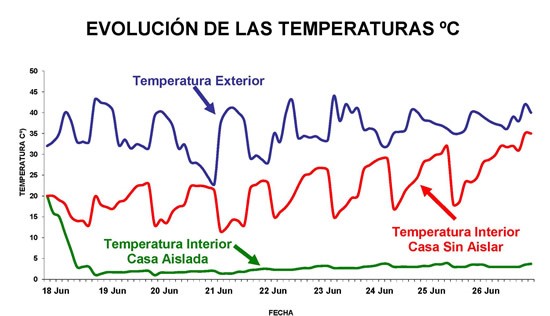 EVOLUCIÓN DE LAS TEMPERATURAS ºC
Temperatura Exterior
TEMPERATURA Cº)
50
45
40
35
30
25
20
15
10
5
0
Temperatura Interior
Casa Aislada
Temperatura Interior
Casa Sin Aislar
18 Jun 19 Jun 20 Jun 21 Jun 22 Jun 23 Jun 24 Jun 25 Jun 26 Jun
FECHA